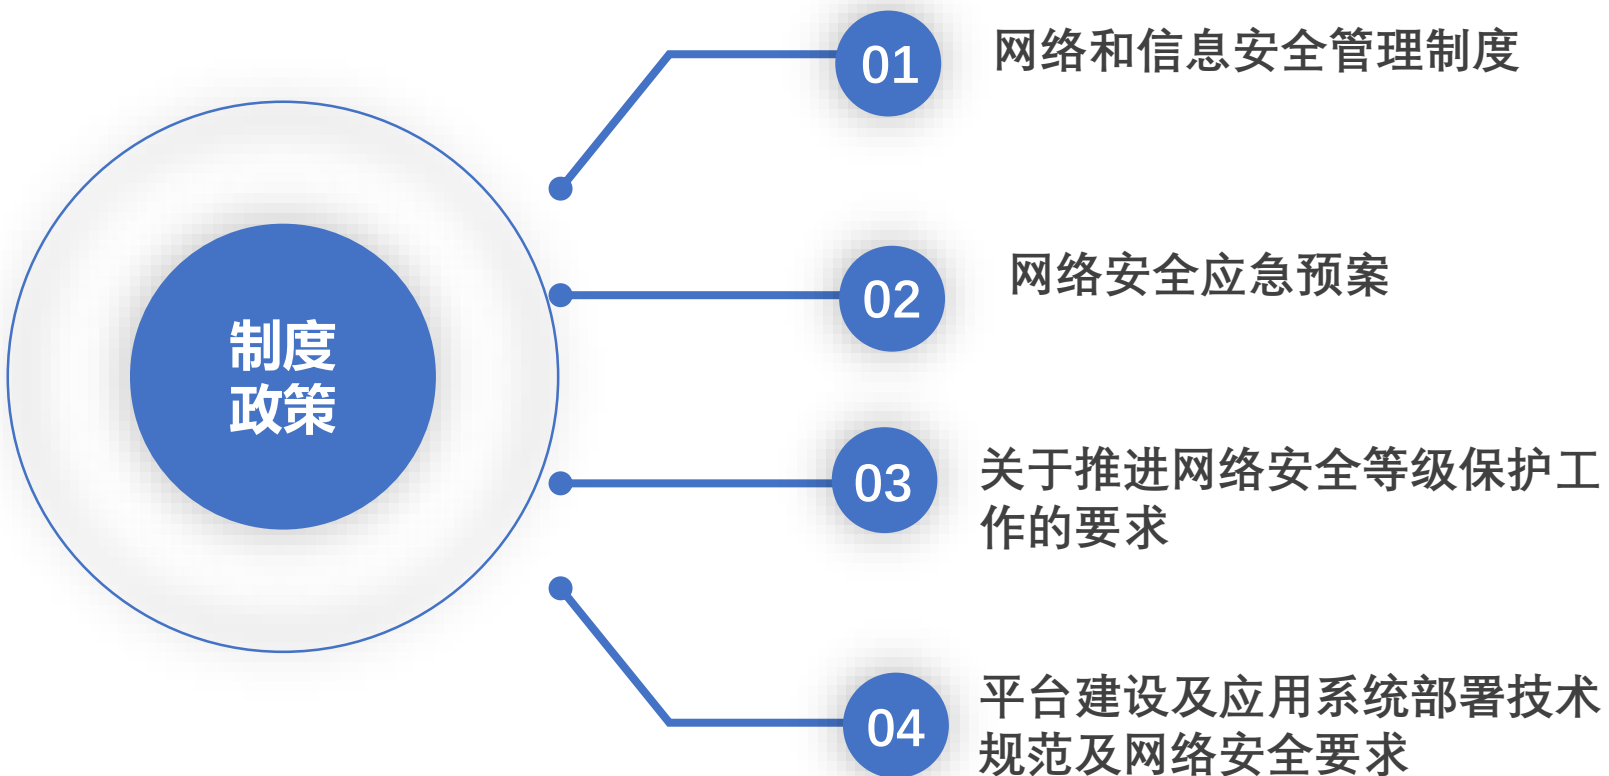 制度
政策
01
网络和信息安全管理制度
02
网络安全应急预案
03
关于推进网络安全等级保护工
作的要求
04
平台建设及应用系统部署技术
规范及网络安全要求